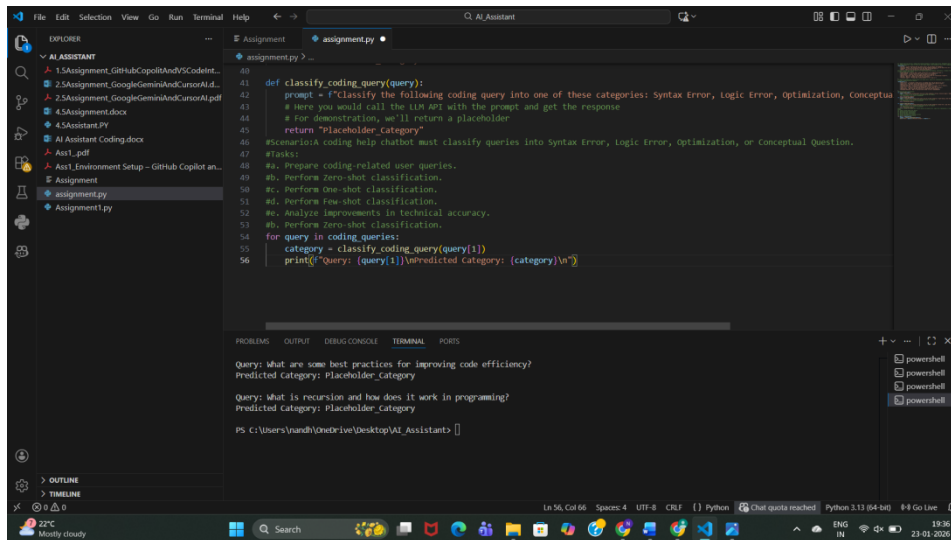 File Edit Selection View Go Run Terminal Help
AI_Assistant
EXPLORER
AI_ASSISTANT
1.5Assignment_GitHubCopolitAndVSCodeInt...
2.5Assignment_GoogleGeminiAndCursorAI.d...
2.5Assignment_GoogleGeminiAndCursorAI.pdf
4.5Assignment.docx
4.5Assistant.PY
AI Assistant Coding.docx
Ass1_.pdf
Ass1_Environment Setup – GitHub Copilot an...
Assignment
assignment.py
Assignment1.py
OUTLINE
TIMELINE
Assignment
assignment.py
assignment.py > ...
40
41 def classify_coding_query(query):
42 prompt = f"Classify the following coding query into one of these categories: Syntax Error, Logic Error, Optimization, Conceptua
43 # Here you would call the LLM API with the prompt and get the response
44 # For demonstration, we'll return a placeholder
45 return "Placeholder_Category"
46 #Scenario:A coding help chatbot must classify queries into Syntax Error, Logic Error, Optimization, or Conceptual Question.
47 #Tasks:
48 #a. Prepare coding-related user queries.
49 #b. Perform Zero-shot classification.
50 #c. Perform One-shot classification.
51 #d. Perform Few-shot classification.
52 #e. Analyze improvements in technical accuracy.
53 #b. Perform Zero-shot classification.
54 for query in coding_queries:
55 category = classify_coding_query(query[1])
56 print(f"Query: {query[1]}\nPredicted Category: {category}\n")
PROBLEMS OUTPUT DEBUG CONSOLE TERMINAL PORTS
Query: What are some best practices for improving code efficiency?
Predicted Category: Placeholder_Category
Query: What is recursion and how does it work in programming?
Predicted Category: Placeholder_Category
PS C:\Users\nandh\OneDrive\Desktop\AI_Assistant>
powershell
powershell
powershell
powershell
0 0
Ln 56, Col 66 Spaces: 4 UTF-8 CRLF {} Python Chat quota reached Python 3.13 (64-bit) Go Live
22°C
Mostly cloudy
Search
ENG
IN
19:36
23-01-2026